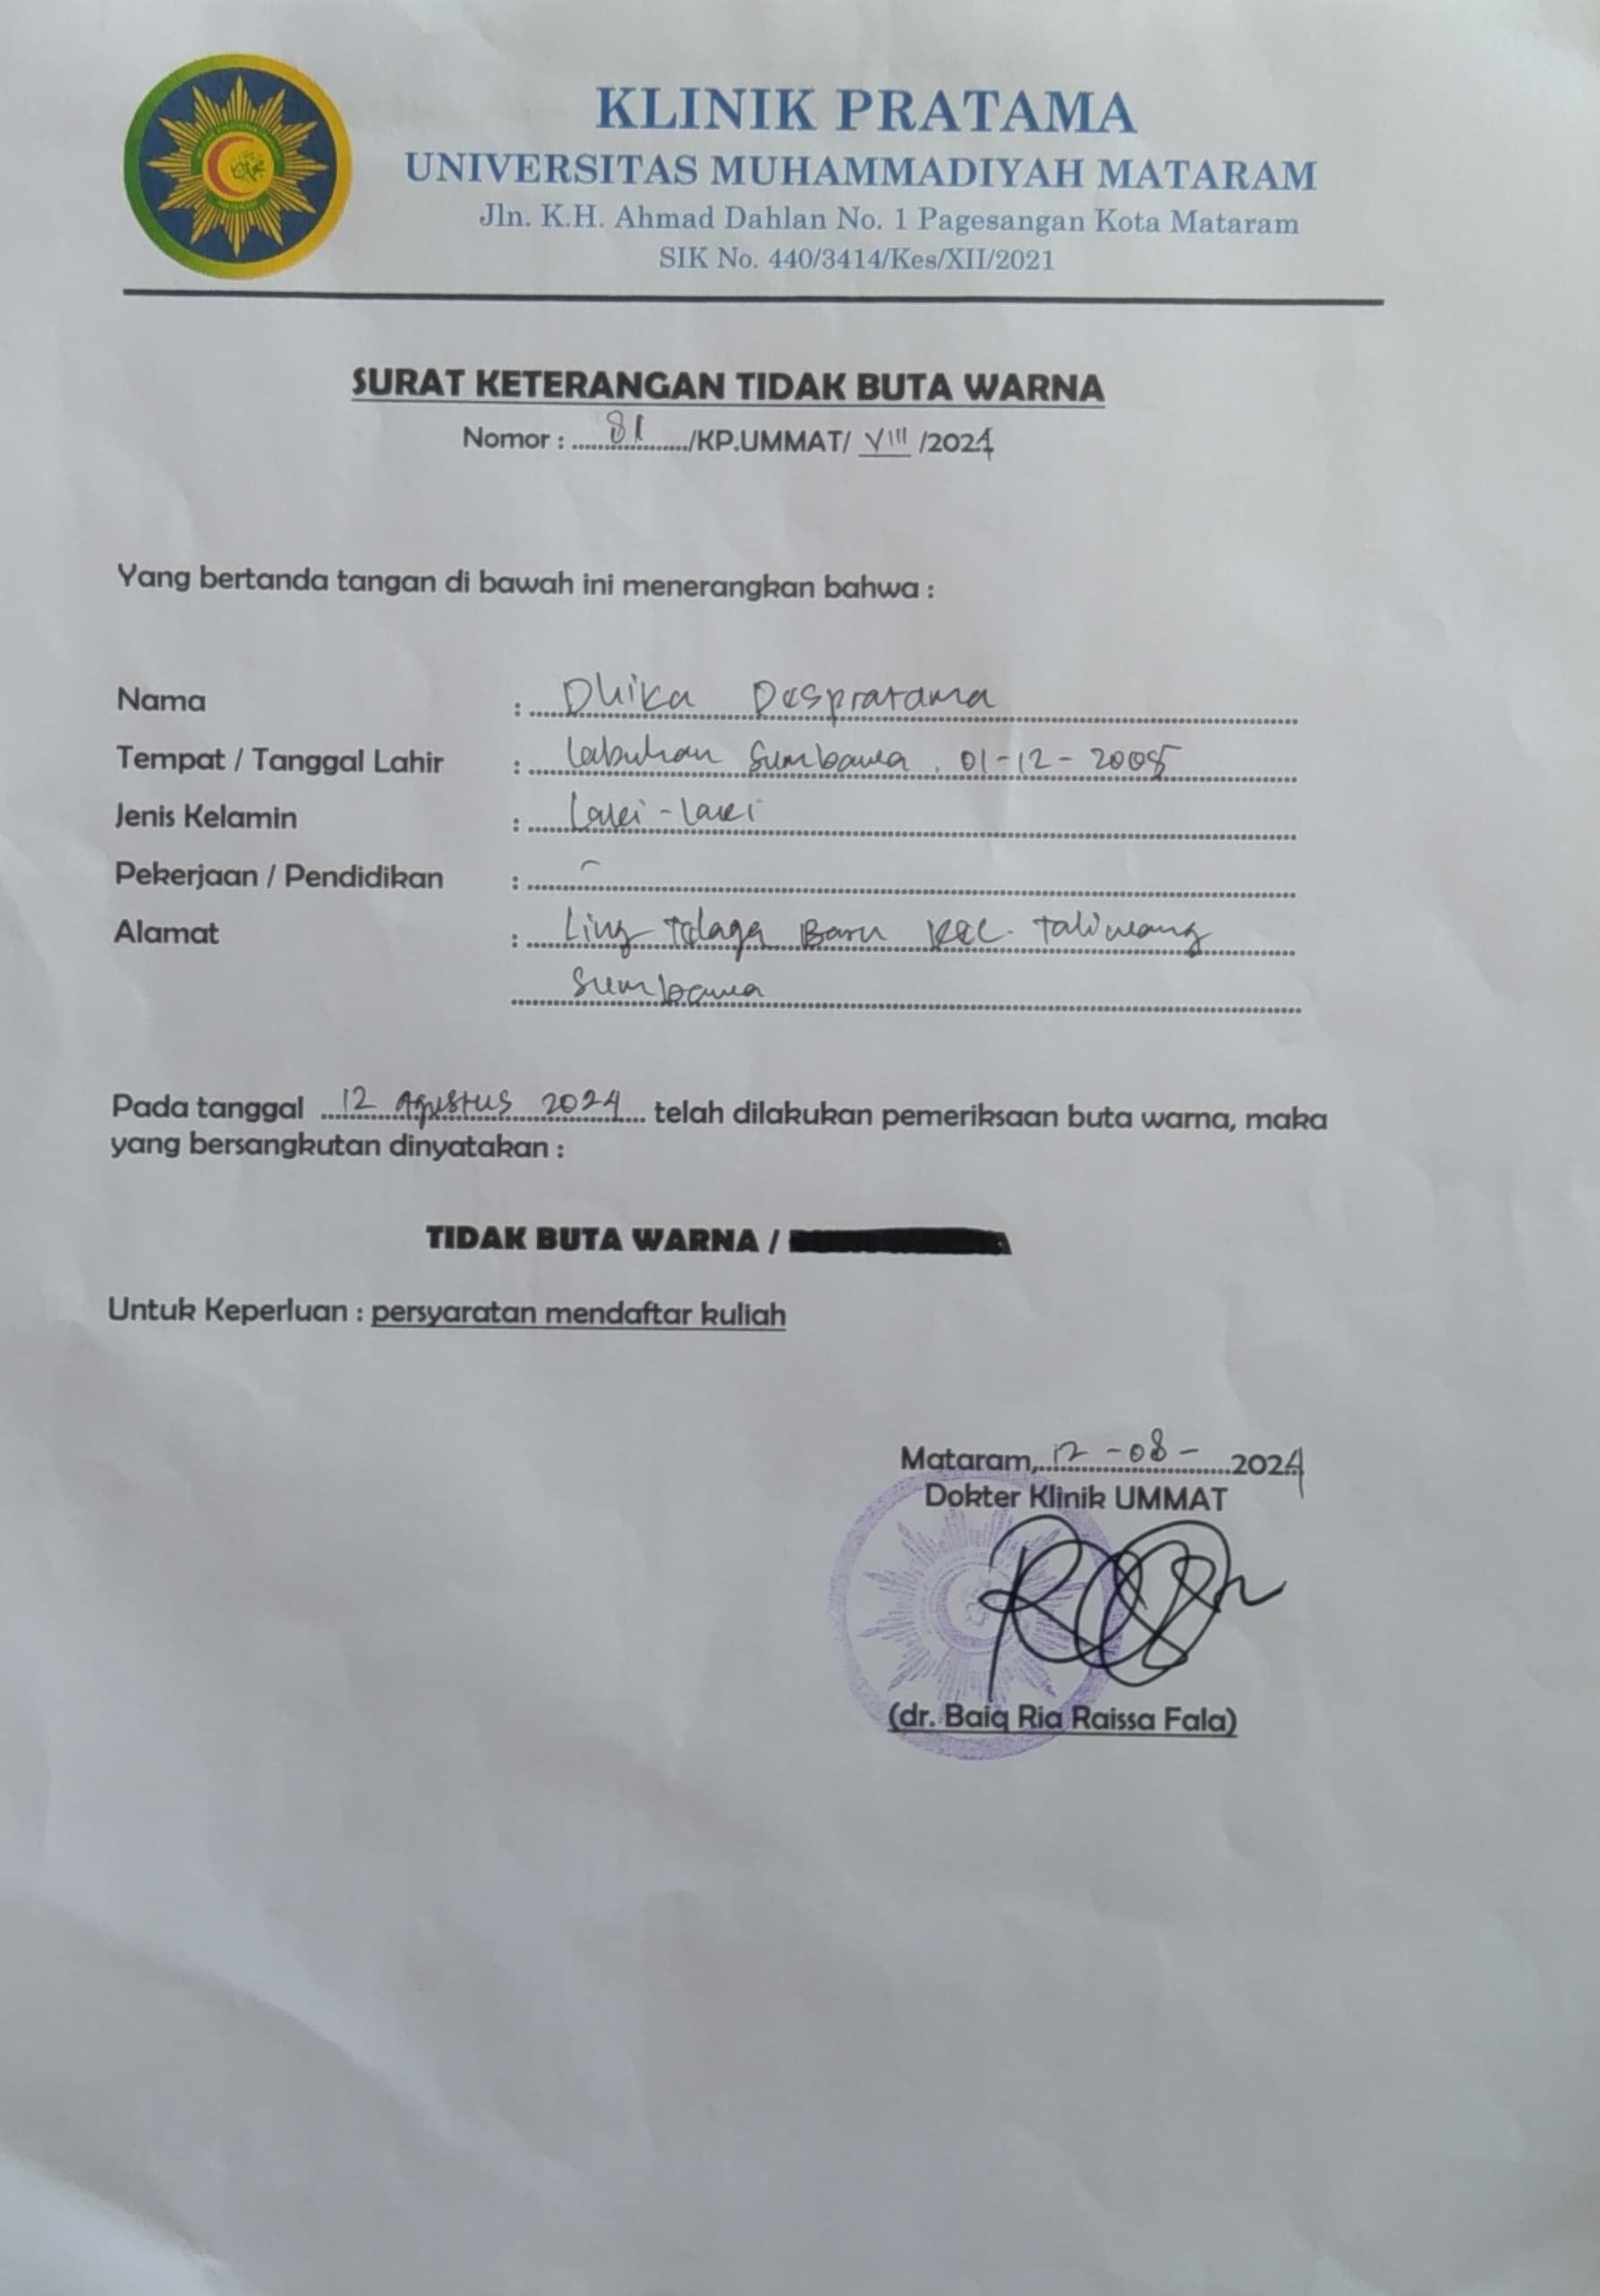 KLINIK PRATAMA
UNIVERSITAS MUHAMMADIYAH MATARAM
Jln. K.H. Ahmad Dahlan No. 1 Pagesangan Kota Mataram
SIK No. 440/3414/Kes/XII/2021
SURAT KETERANGAN TIDAK BUTA WARNA
Nomor : 81 /KP.UMMAT/ VIII /2024
Yang bertanda tangan di bawah ini menerangkan bahwa :
Nama : Dhika Despratama
Tempat / Tanggal Lahir : Labuhan Sumbawa, 01-12-2005
Jenis Kelamin : Laki-laki
Pekerjaan / Pendidikan : -
Alamat : Ling Telaga Baru Kec. Taliwang
Sumbawa
Pada tanggal 12 Agustus 2024 telah dilakukan pemeriksaan buta warna, maka
yang bersangkutan dinyatakan :
TIDAK BUTA WARNA /
Untuk Keperluan : persyaratan mendaftar kuliah
Mataram, 12 - 08 - 2024
Dokter Klinik UMMAT
(dr. Baiq Ria Raissa Fala)